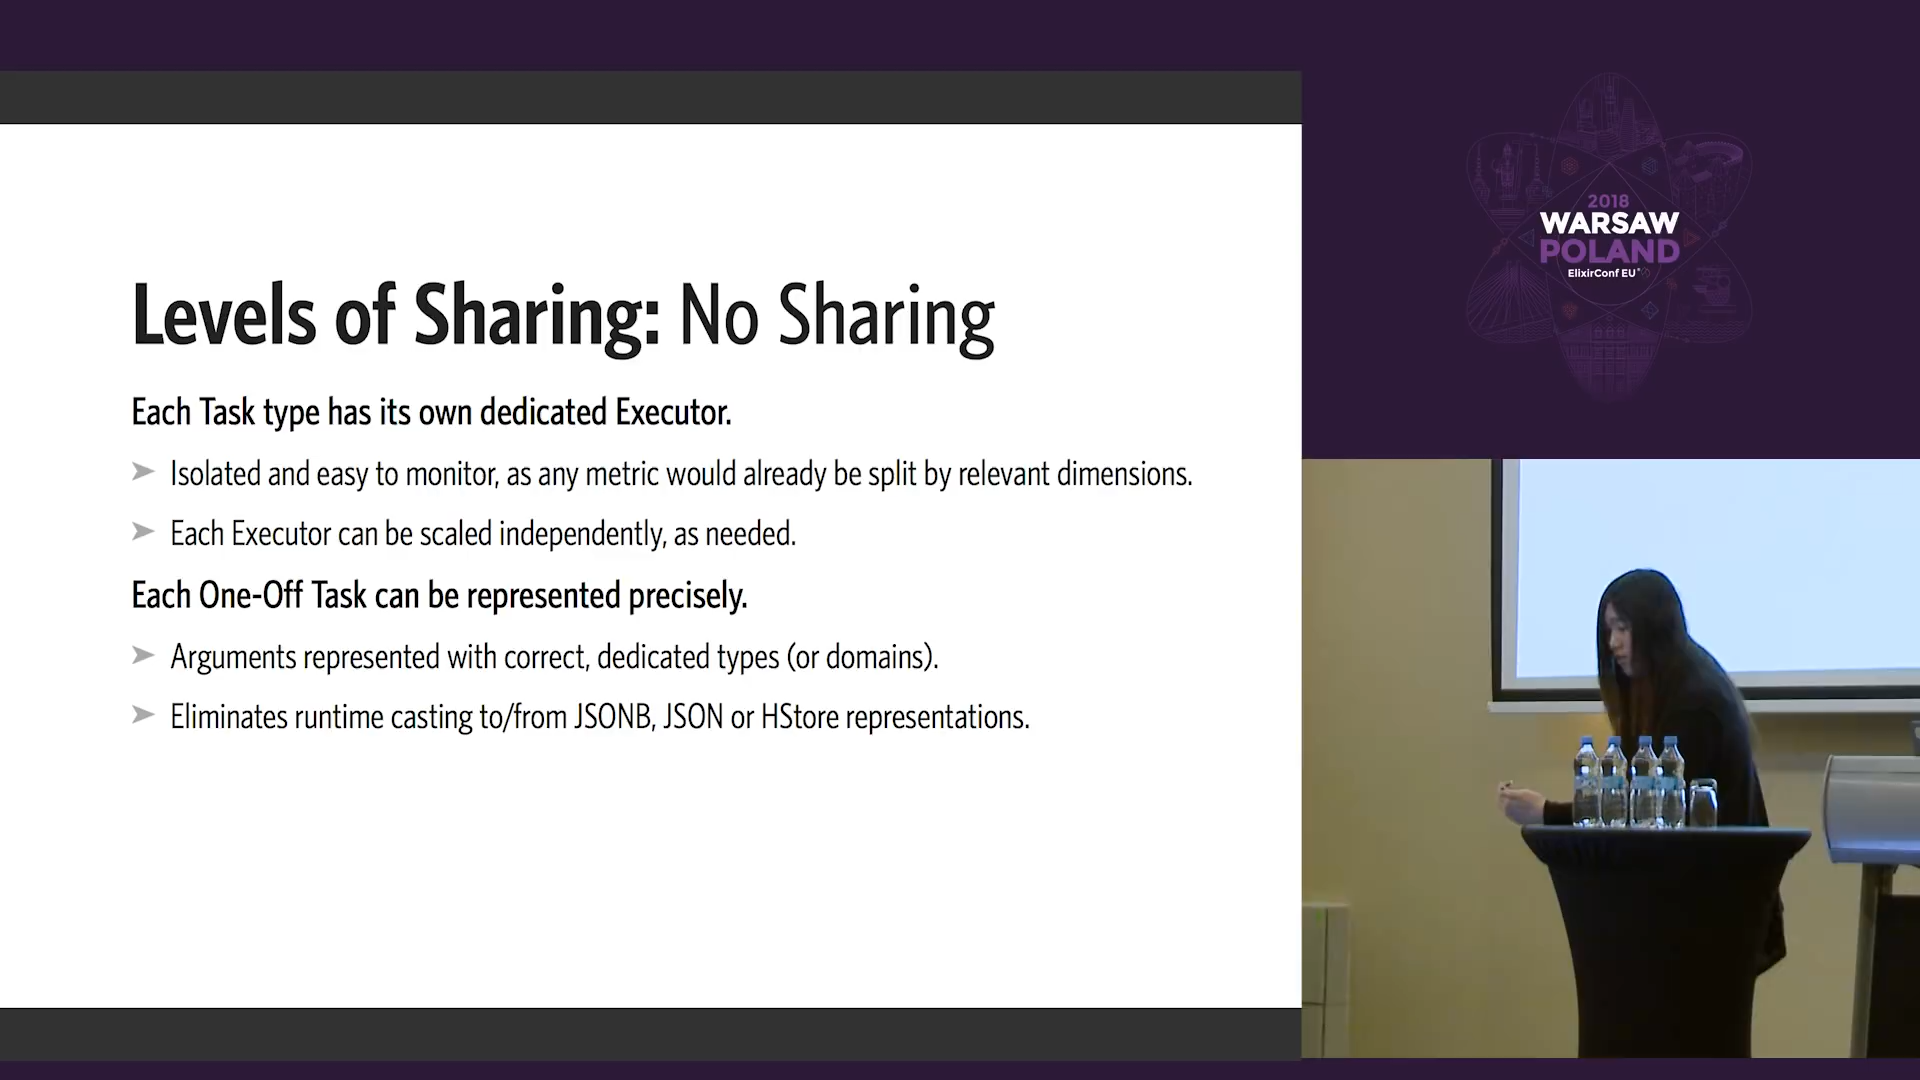 Levels of Sharing: No Sharing
Each Task type has its own dedicated Executor.
Isolated and easy to monitor, as any metric would already be split by relevant dimensions.
Each Executor can be scaled independently, as needed.
Each One-Off Task can be represented precisely.
Arguments represented with correct, dedicated types (or domains).
Eliminates runtime casting to/from JSONB, JSON or HStore representations.
2018
WARSAW
POLAND
ElixirConf EU